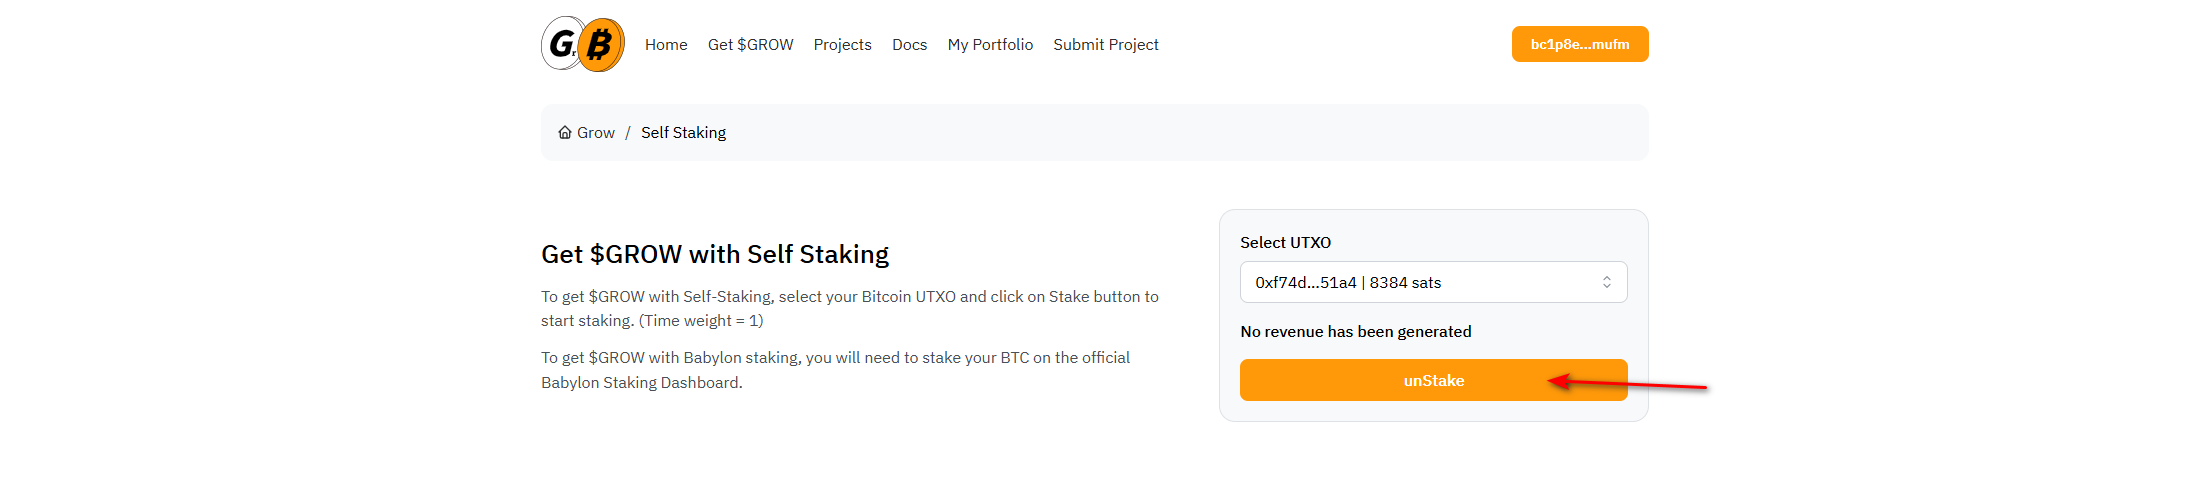 Gr
Home Get $GROW Projects Docs My Portfolio Submit Project bc1p8e...mufm
Grow / Self Staking
Get $GROW with Self Staking
To get $GROW with Self-Staking, select your Bitcoin UTXO and click on Stake button to
start staking. (Time weight = 1)
To get $GROW with Babylon staking, you will need to stake your BTC on the official
Babylon Staking Dashboard.
Select UTXO
0xf74d...51a4 | 8384 sats
No revenue has been generated
unStake